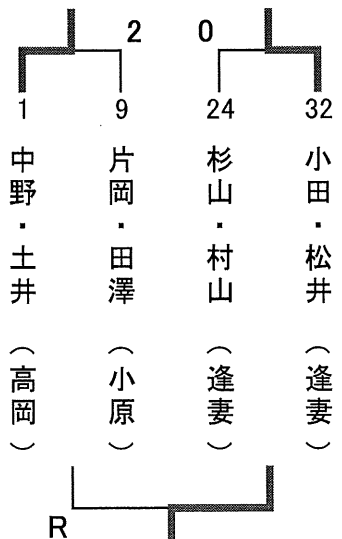 2 0
1 9 24 32
中野・土井（高岡）
片岡・田澤（小原）
杉山・村山（逢妻）
小田・松井（逢妻）
R